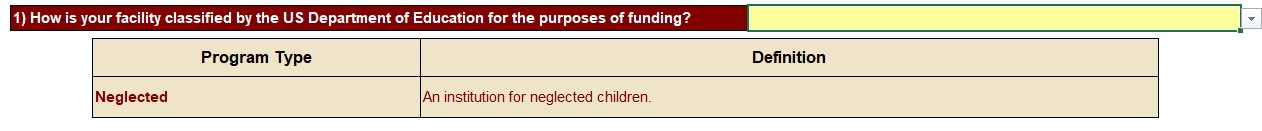 1) How is your facility classified by the US Department of Education for the purposes of funding?
Program Type Definition
Neglected An institution for neglected children.